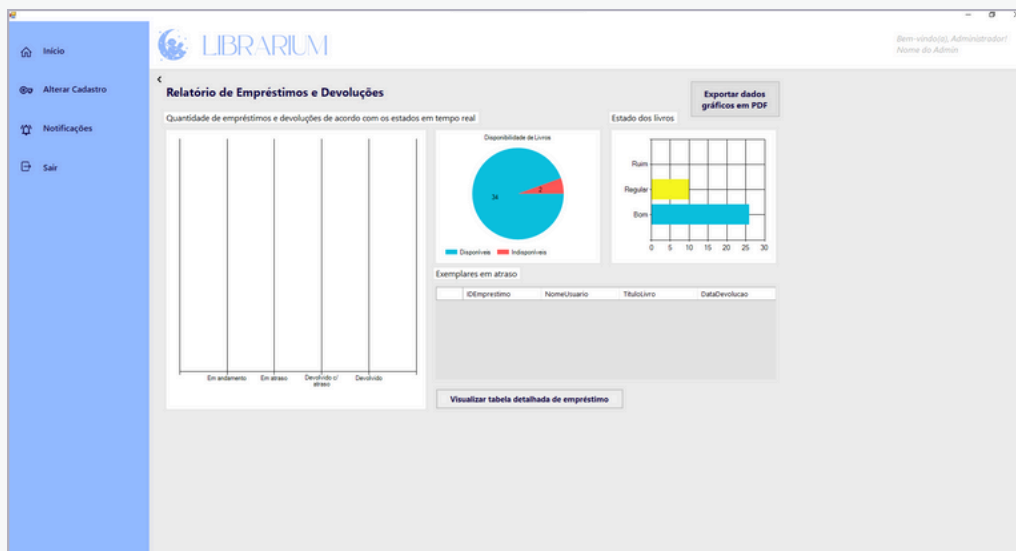 LIBRARIUM
Bem-vindo(a), Administrador!
Nome do Admin
Início
Alterar Cadastro
Notificações
Sair
Relatório de Empréstimos e Devoluções
Exportar dados
gráficos em PDF
Quantidade de empréstimos e devoluções de acordo com os estados em tempo real
Estado dos livros
Em andamento
Em atraso
Devolvido c/
atraso
Devolvido
Disponibilidade de Livros
34
2
Disponíveis
Indisponíveis
Ruim
Regular
Bom
0 5 10 15 20 25 30
Exemplares em atraso
IDEmprestimo NomeUsuario TituloLivro DataDevolucao
Visualizar tabela detalhada de empréstimo